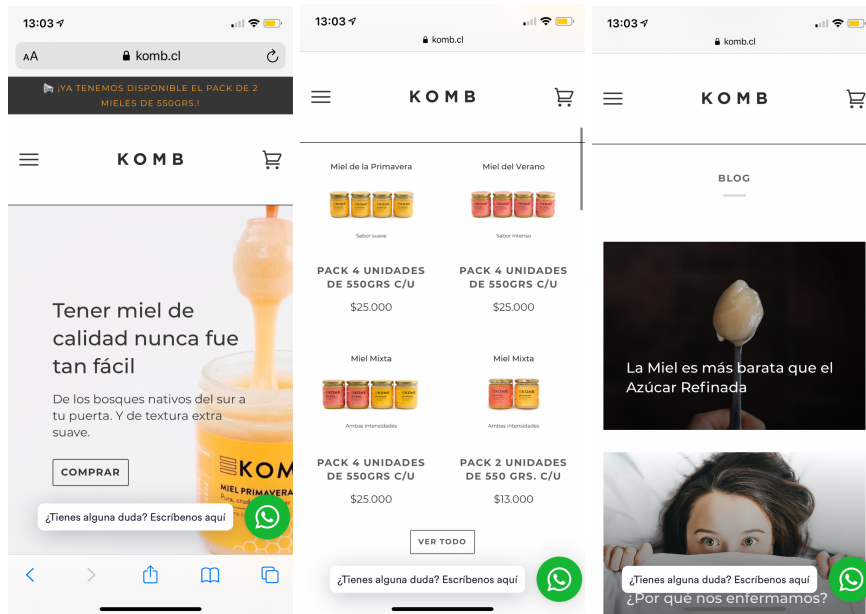 13:03
AA komb.cl
¡YA TENEMOS DISPONIBLE EL PACK DE 2
MIELES DE 550GRS.!
KOMB
Tener miel de
calidad nunca fue
tan fácil
De los bosques nativos del sur a
tu puerta. Y de textura extra
suave.
COMPRAR
KOM
MIEL PRIMAVERA
¿Tienes alguna duda? Escríbenos aquí
13:03
komb.cl
KOMB
Miel de la Primavera
Miel del Verano
Sabor suave
Sabor intenso
PACK 4 UNIDADES
DE 550GRS C/U
$25.000
PACK 4 UNIDADES
DE 550GRS C/U
$25.000
Miel Mixta
Miel Mixta
Ambas intensidades
Ambas intensidades
PACK 4 UNIDADES
DE 550GRS C/U
$25.000
PACK 2 UNIDADES
DE 550 GRS. C/U
$13.000
VER TODO
¿Tienes alguna duda? Escríbenos aquí
13:03
komb.cl
KOMB
BLOG
La Miel es más barata que el
Azúcar Refinada
¿Tienes alguna duda? Escríbenos aquí
¿Por qué nos enfermamos?